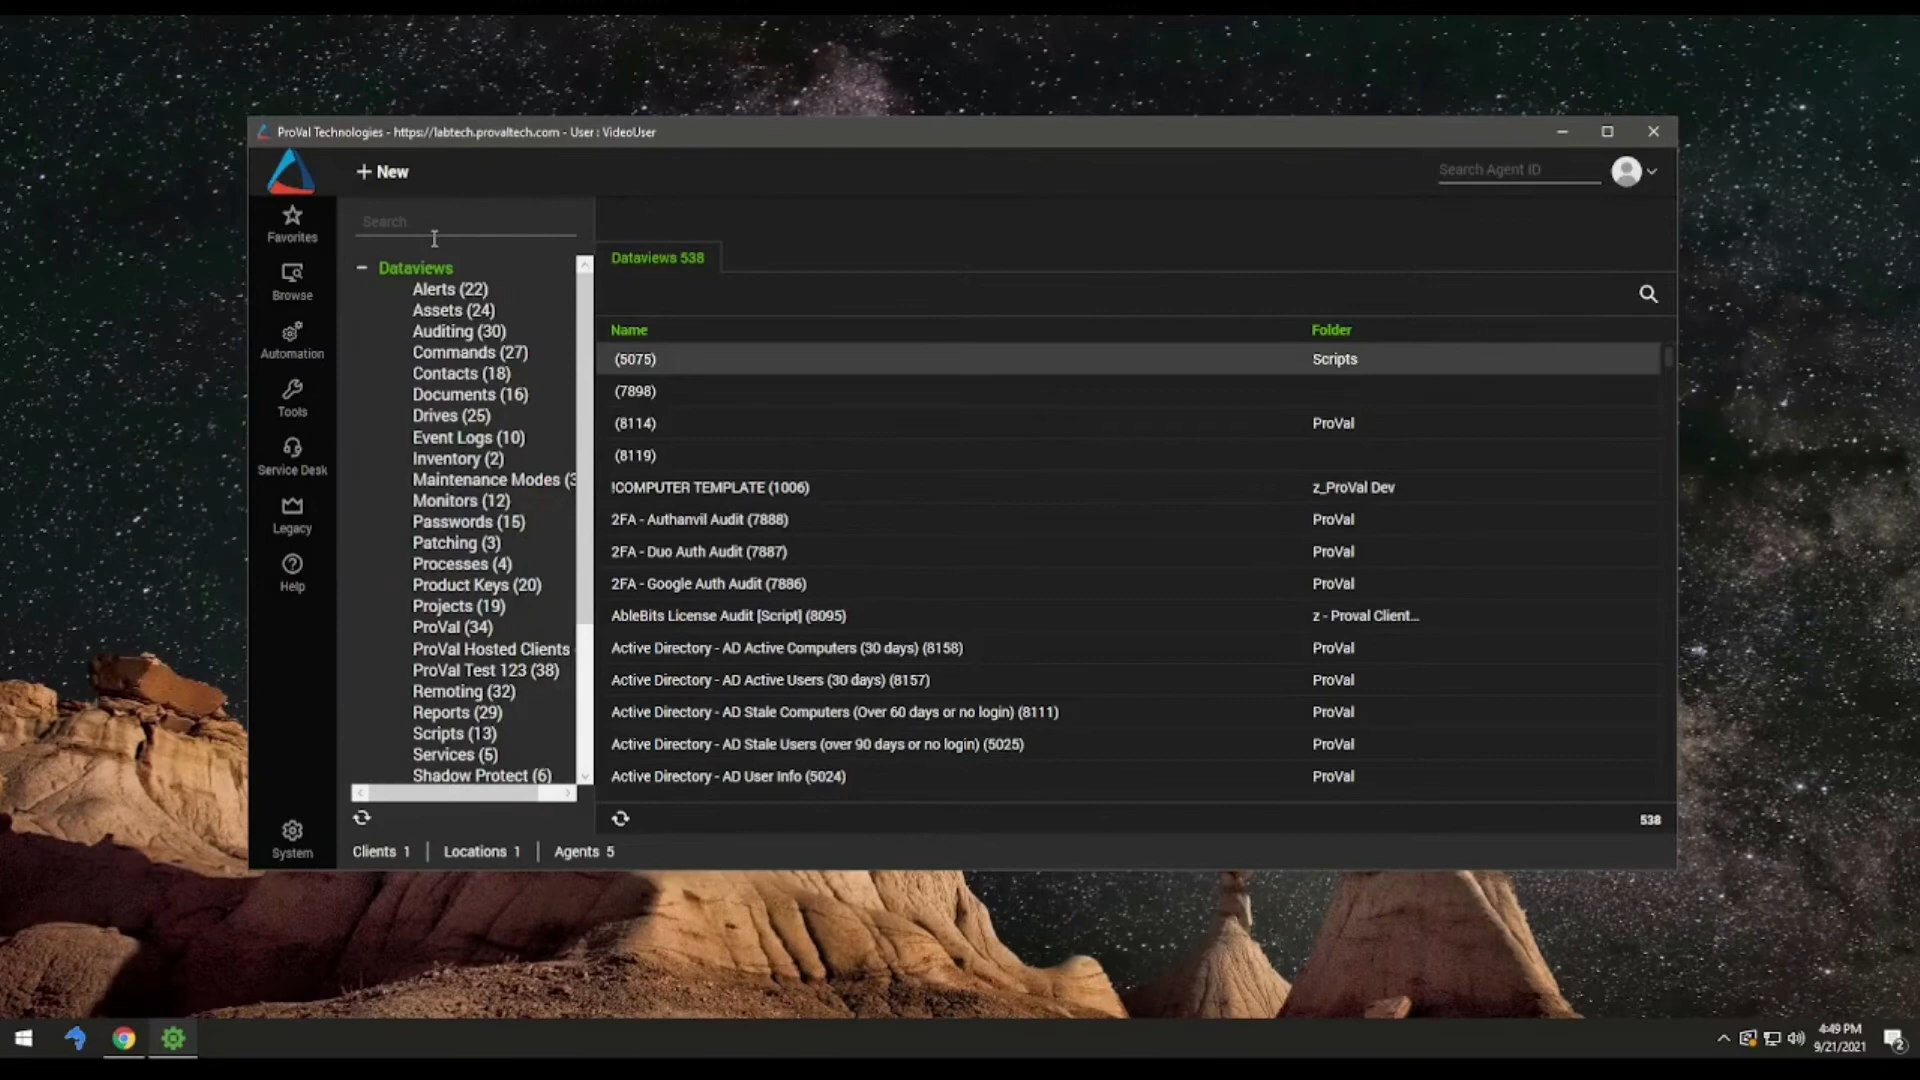 ProVal Technologies - https://labtech.provaltech.com - User : VideoUser
+ New
Search Agent ID
Favorites
Browse
Automation
Tools
Service Desk
Legacy
Help
System
Search
Dataviews
Alerts (22)
Assets (24)
Auditing (30)
Commands (27)
Contacts (18)
Documents (16)
Drives (25)
Event Logs (10)
Inventory (2)
Maintenance Modes (3
Monitors (12)
Passwords (15)
Patching (3)
Processes (4)
Product Keys (20)
Projects (19)
ProVal (34)
ProVal Hosted Clients
ProVal Test 123 (38)
Remoting (32)
Reports (29)
Scripts (13)
Services (5)
Shadow Protect (6)
Dataviews 538
Name Folder
(5075) Scripts
(7898)
(8114) ProVal
(8119)
!COMPUTER TEMPLATE (1006) z_ProVal Dev
2FA - Authanvil Audit (7888) ProVal
2FA - Duo Auth Audit (7887) ProVal
2FA - Google Auth Audit (7886) ProVal
AbleBits License Audit [Script] (8095) z - Proval Client...
Active Directory - AD Active Computers (30 days) (8158) ProVal
Active Directory - AD Active Users (30 days) (8157) ProVal
Active Directory - AD Stale Computers (Over 60 days or no login) (8111) ProVal
Active Directory - AD Stale Users (over 90 days or no login) (5025) ProVal
Active Directory - AD User Info (5024) ProVal
538
Clients 1 | Locations 1 | Agents 5
4:49 PM
9/21/2021
2